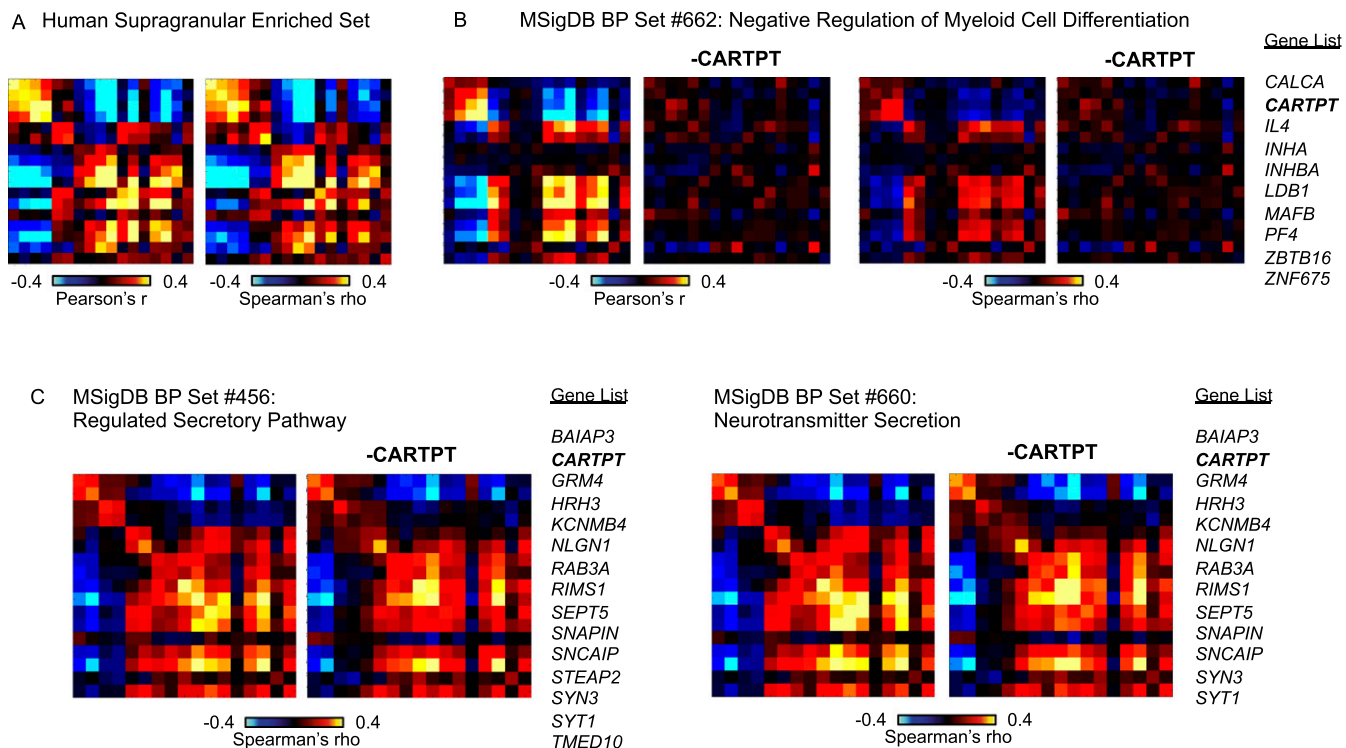 A Human Supragranular Enriched Set
-0.4 0.4
Pearson's r
-0.4 0.4
Spearman's rho
B MSigDB BP Set #662: Negative Regulation of Myeloid Cell Differentiation
-CARTPT
-CARTPT
-0.4 0.4
Pearson's r
-0.4 0.4
Spearman's rho
Gene List
CALCA
CARTPT
IL4
INHA
INHBA
LDB1
MAFB
PF4
ZBTB16
ZNF675
C MSigDB BP Set #456:
Regulated Secretory Pathway
-CARTPT
-0.4 0.4
Spearman's rho
Gene List
BAIAP3
CARTPT
GRM4
HRH3
KCNMB4
NLGN1
RAB3A
RIMS1
SEPT5
SNAPIN
SNCAIP
STEAP2
SYN3
SYT1
TMED10
MSigDB BP Set #660:
Neurotransmitter Secretion
-CARTPT
-0.4 0.4
Spearman's rho
Gene List
BAIAP3
CARTPT
GRM4
HRH3
KCNMB4
NLGN1
RAB3A
RIMS1
SEPT5
SNAPIN
SNCAIP
SYN3
SYT1